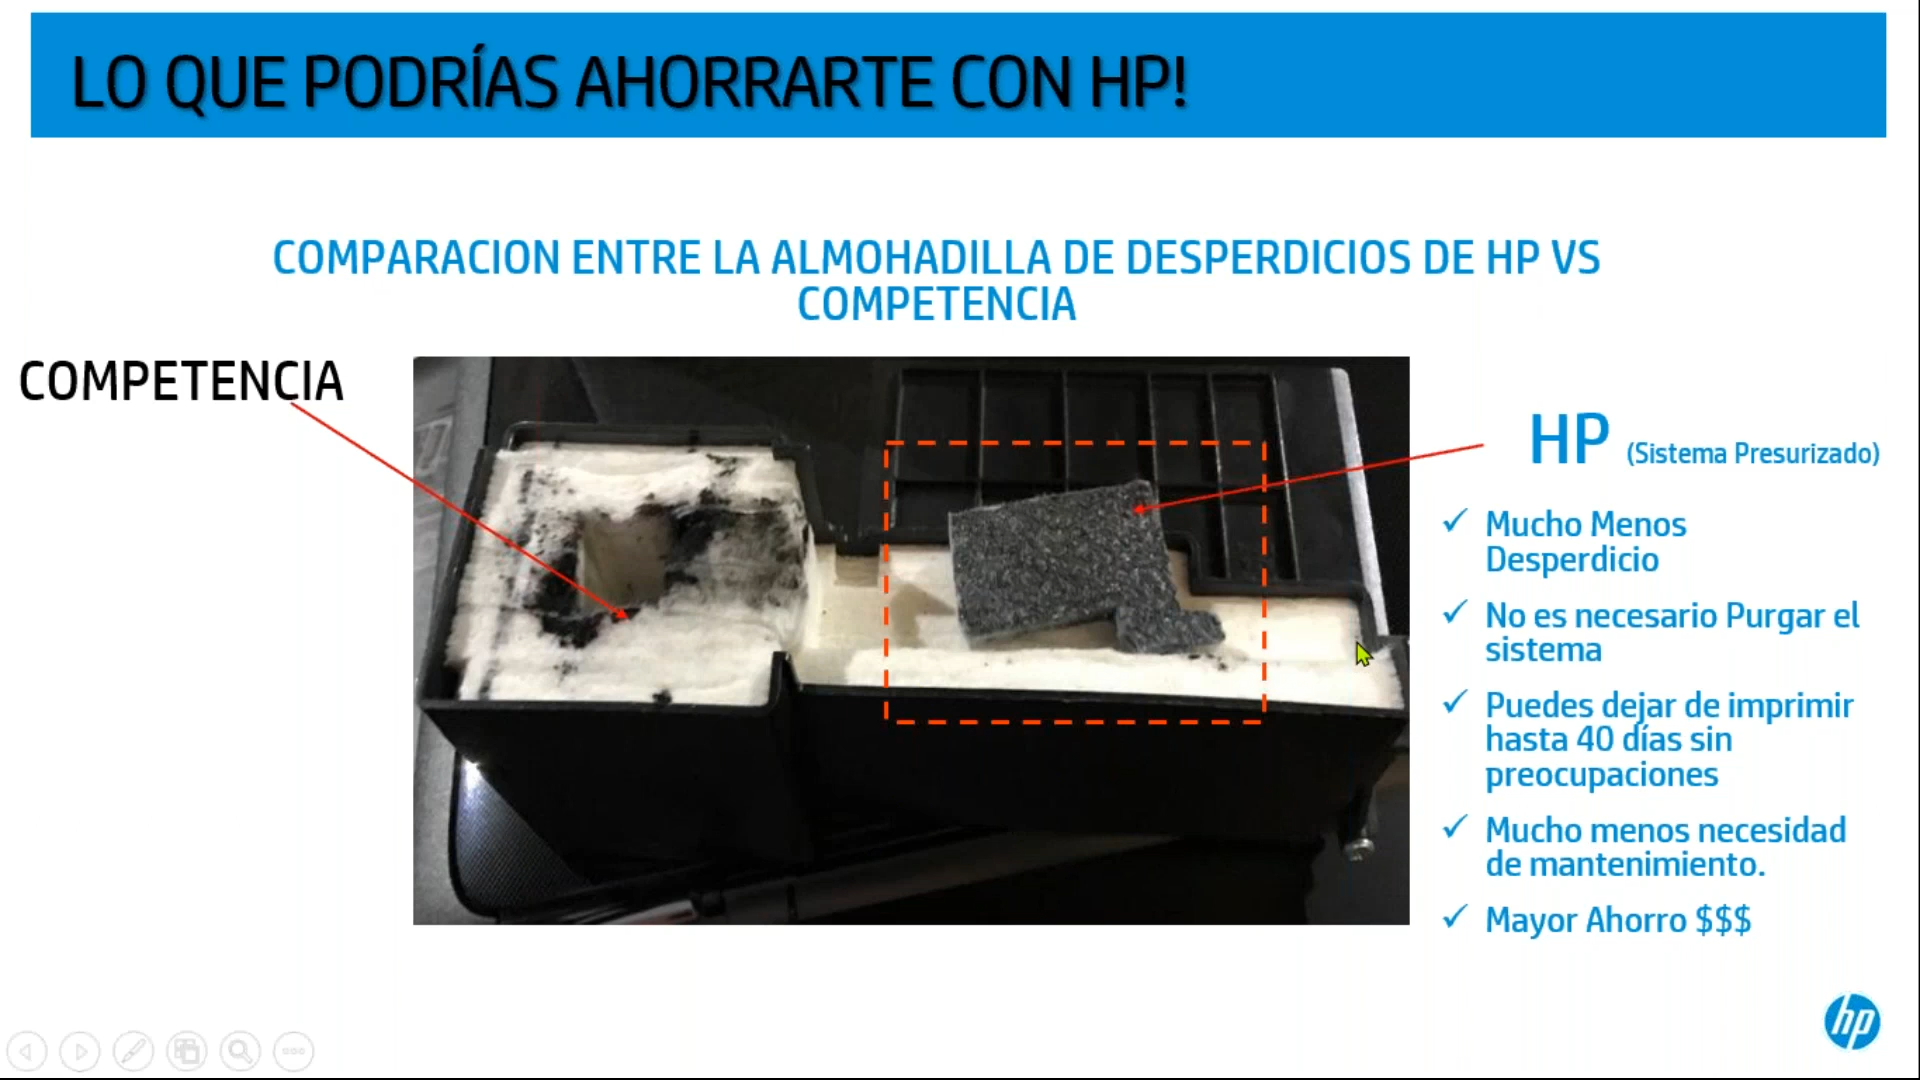 LO QUE PODRÍAS AHORRARTE CON HP!
COMPARACION ENTRE LA ALMOHADILLA DE DESPERDICIOS DE HP VS
COMPETENCIA
COMPETENCIA
HP (Sistema Presurizado)
✓ Mucho Menos
Desperdicio
✓ No es necesario Purgar el
sistema
✓ Puedes dejar de imprimir
hasta 40 días sin
preocupaciones
✓ Mucho menos necesidad
de mantenimiento.
✓ Mayor Ahorro $$$
hp